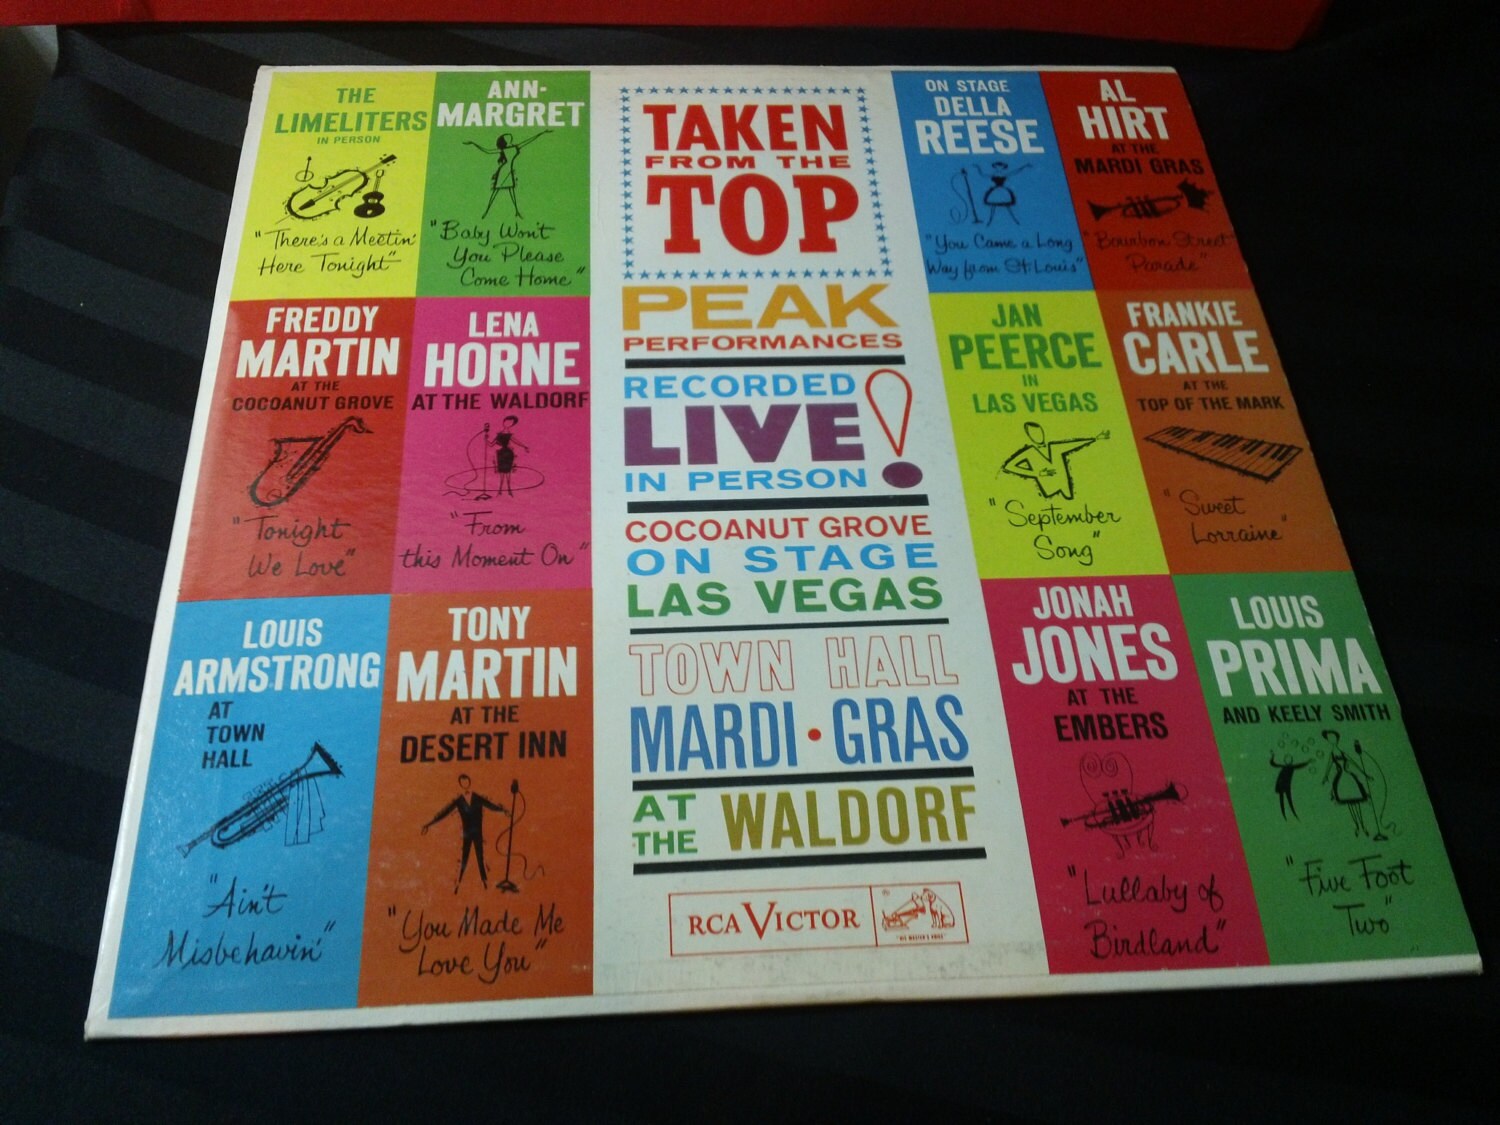 THE
LIMELITERS
IN PERSON
"There's a Meetin'
Here Tonight"
ANN-
MARGRET
"Baby Won't
You Please
Come Home"
FREDDY
MARTIN
AT THE
COCOANUT GROVE
"Tonight
We Love"
LENA
HORNE
AT THE WALDORF
"From
this Moment On"
LOUIS
ARMSTRONG
AT
TOWN
HALL
"Ain't
Misbehavin'"
TONY
MARTIN
AT THE
DESERT INN
"You Made Me
Love You"
TAKEN
FROM THE
TOP
PEAK
PERFORMANCES
RECORDED
LIVE!
IN PERSON
COCOANUT GROVE
ON STAGE
LAS VEGAS
TOWN HALL
MARDI • GRAS
AT
THE
WALDORF
RCA VICTOR
"HIS MASTER'S VOICE"
ON STAGE
DELLA
REESE
"You Came a Long
Way from St. Louis"
AL
HIRT
AT THE
MARDI GRAS
"Bourbon Street
Parade"
JAN
PEERCE
IN
LAS VEGAS
"September
Song"
FRANKIE
CARLE
AT THE
TOP OF THE MARK
"Sweet
Lorraine"
JONAH
JONES
AT THE
EMBERS
"Lullaby of
Birdland"
LOUIS
PRIMA
AND KEELY SMITH
"Five Foot
Two"